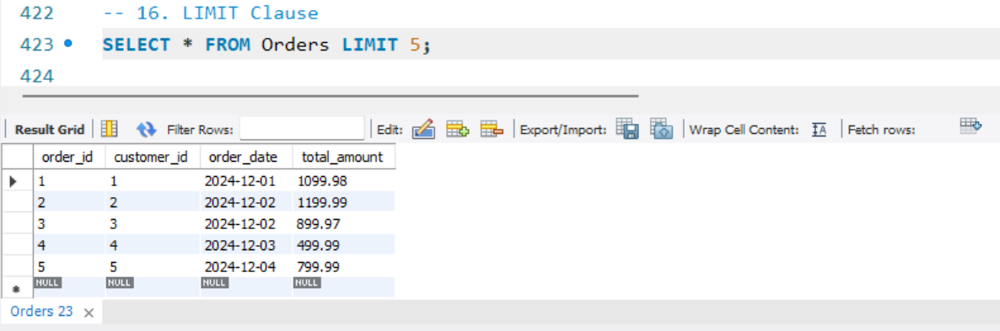 422 -- 16. LIMIT Clause
423 SELECT * FROM Orders LIMIT 5;
424
Result Grid Filter Rows: Edit: Export/Import: Wrap Cell Content: IA Fetch rows:
order_id customer_id order_date total_amount
1 1 2024-12-01 1099.98
2 2 2024-12-02 1199.99
3 3 2024-12-02 899.97
4 4 2024-12-03 499.99
5 5 2024-12-04 799.99
NULL NULL NULL NULL
Orders 23 ×